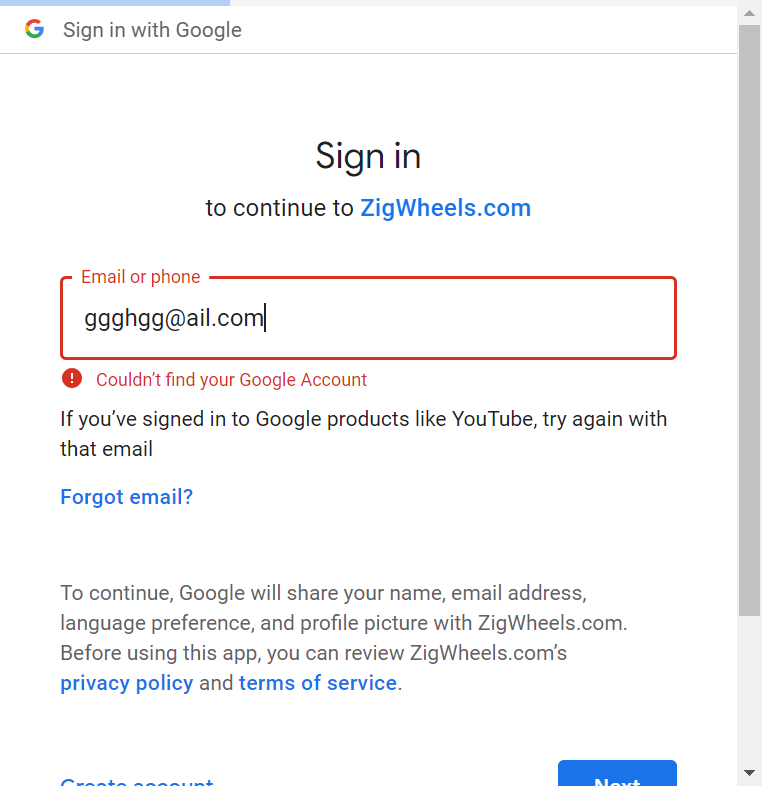 Sign in with Google
Sign in
to continue to ZigWheels.com
Email or phone
ggghgg@ail.com
Couldn’t find your Google Account
If you’ve signed in to Google products like YouTube, try again with
that email
Forgot email?
To continue, Google will share your name, email address,
language preference, and profile picture with ZigWheels.com.
Before using this app, you can review ZigWheels.com’s
privacy policy and terms of service.
Create account
Next